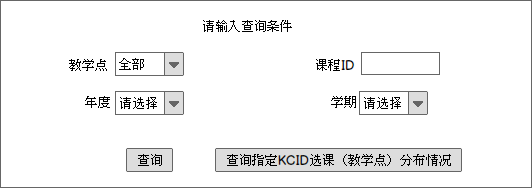 请输入查询条件
教学点 全部 课程ID
年度 请选择 学期 请选择
查询 查询指定KCID选课（教学点）分布情况